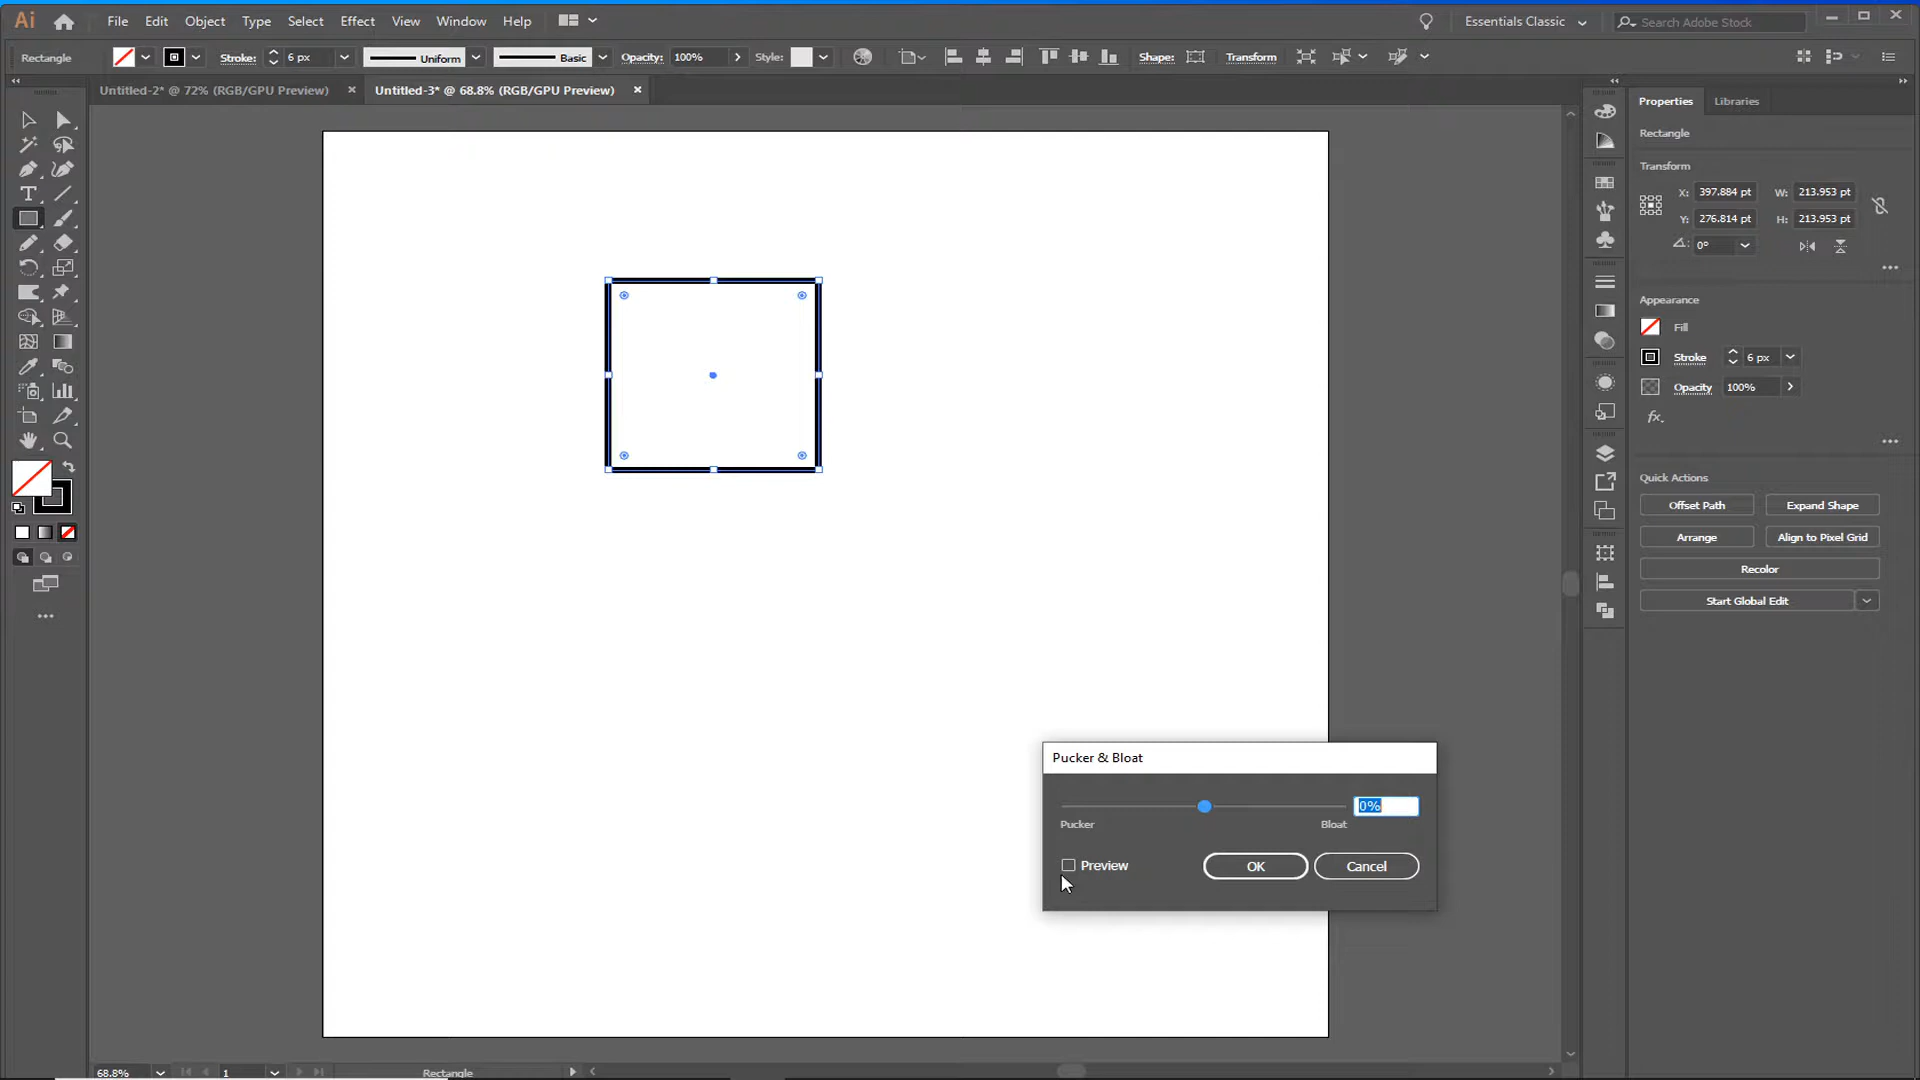 Ai File Edit Object Type Select Effect View Window Help Essentials Classic Search Adobe Stock
Rectangle Stroke: 6 px Uniform Basic Opacity: 100% Style: Shape: Transform
Untitled-2* @ 72% (RGB/GPU Preview) Untitled-3* @ 68.8% (RGB/GPU Preview)
Properties Libraries
Rectangle
Transform
X: 397.884 pt W: 213.953 pt
Y: 276.814 pt H: 213.953 pt
0°
Appearance
Fill
Stroke 6 px
Opacity 100%
fx.
Quick Actions
Offset Path Expand Shape
Arrange Align to Pixel Grid
Recolor
Start Global Edit
T
Pucker & Bloat
0%
Pucker Bloat
Preview OK Cancel
68.8% 1 Rectangle